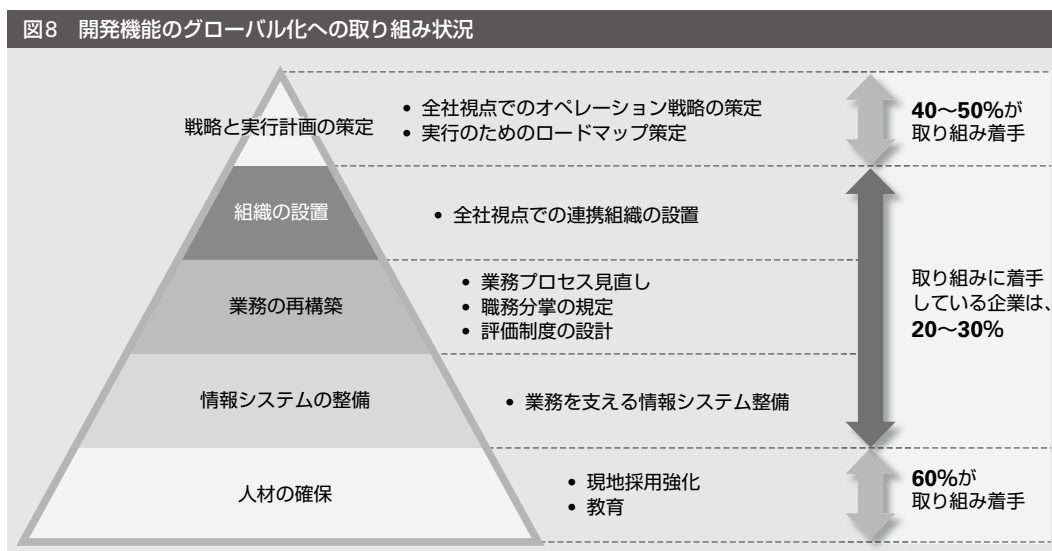 図8　開発機能のグローバル化への取り組み状況
戦略と実行計画の策定
• 全社視点でのオペレーション戦略の策定
• 実行のためのロードマップ策定
40〜50%が
取り組み着手
組織の設置
• 全社視点での連携組織の設置
業務の再構築
• 業務プロセス見直し
• 職務分掌の規定
• 評価制度の設計
取り組みに着手
している企業は、
20〜30%
情報システムの整備
• 業務を支える情報システム整備
人材の確保
• 現地採用強化
• 教育
60%が
取り組み着手